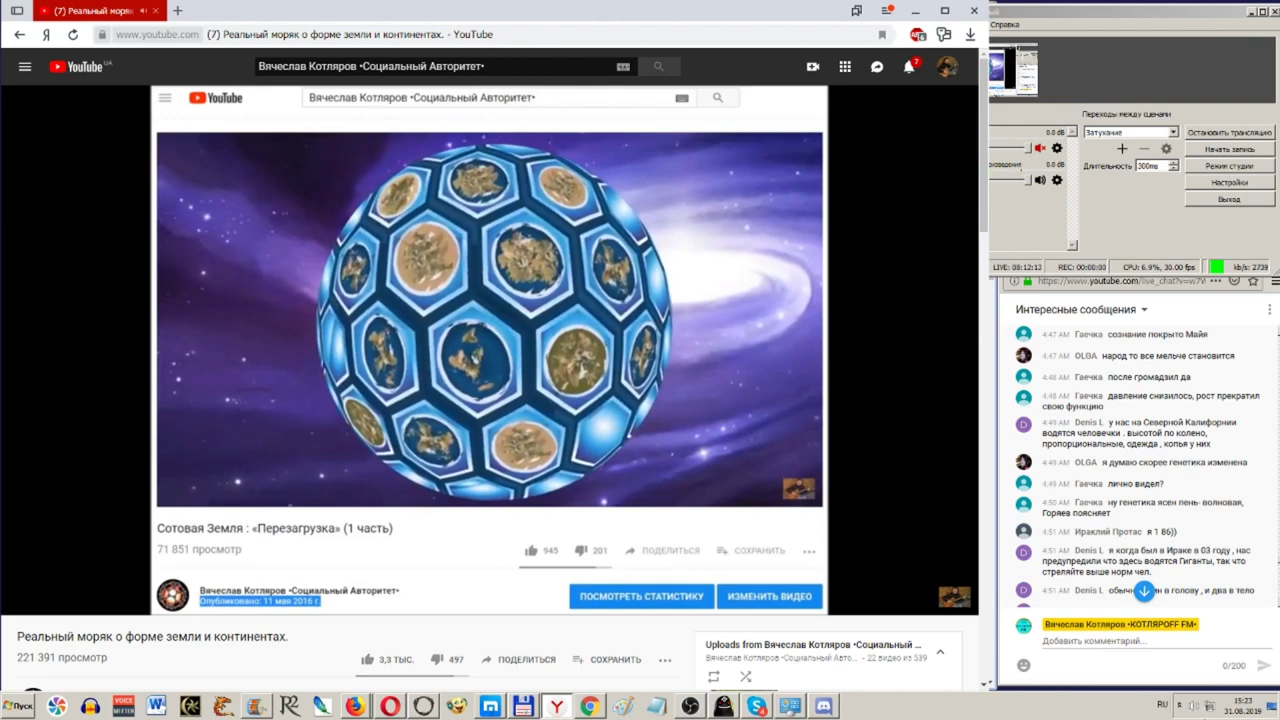 (7) Реальный моряк
www.youtube.com
(7) Реальный моряк о форме земли и континентах. - YouTube
YouTube UA
Вячеслав Котляров •Социальный Авторитет•
7
YouTube
Вячеслав Котляров •Социальный Авторитет•
Сотовая Земля : «Перезагрузка» (1 часть)
71 851 просмотр
945
201
ПОДЕЛИТЬСЯ
СОХРАНИТЬ
Вячеслав Котляров •Социальный Авторитет•
Опубликовано: 11 мая 2016 г.
ПОСМОТРЕТЬ СТАТИСТИКУ
ИЗМЕНИТЬ ВИДЕО
Реальный моряк о форме земли и континентах.
221 391 просмотр
3,3 ТЫС.
497
ПОДЕЛИТЬСЯ
СОХРАНИТЬ
Uploads from Вячеслав Котляров •Социальный ...
Вячеслав Котляров •Социальный Авто... - 22 видео из 539
Справка
Переходы между сценами
0.0 dB
Затухание
Остановить трансляцию
Начать запись
0.0 dB
Длительность
300ms
Режим студии
Настройки
Выход
LIVE: 08:12:13
REC: 00:00:00
CPU: 6.9%, 30.00 fps
kb/s: 2739
https://www.youtube.com/live_chat?v=w7V
Интересные сообщения
4:47 AM Гаечка сознание покрыто Майя
4:47 AM OLGA народ то все мельче становится
4:48 AM Гаечка после громадзил да
4:48 AM Гаечка давление снизилось, рост прекратил
свою функцию
4:49 AM Denis L у нас на Северной Калифорнии
водятся человечки . высотой по колено,
пропорциональные, одежда , копья у них
4:49 AM OLGA я думаю скорее генетика изменена
4:49 AM Гаечка лично видел?
4:50 AM Гаечка ну генетика ясен пень- волновая,
Горяев поясняет
4:51 AM Ираклий Протас я 1 86))
4:51 AM Denis L я когда был в Ираке в 03 году , нас
предупредили что здесь водятся Гиганты, так что
стреляйте выше норм чел.
4:51 AM Denis L в голову , и два в тело
Вячеслав Котляров •КОТЛЯРОFF FM•
Добавить комментарий...
0/200
Пуск
VOICE
MEETER
RU
15:23
31.08.2019